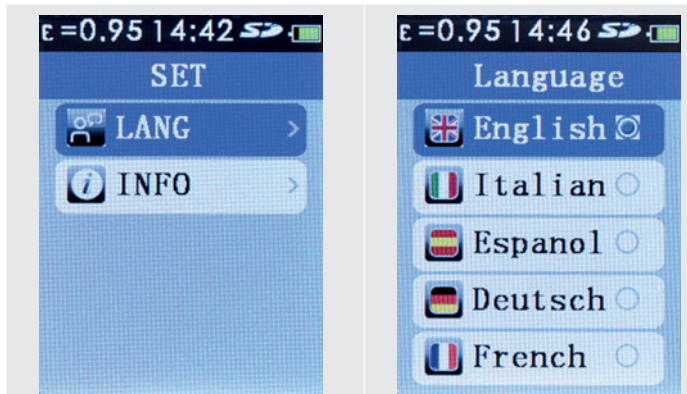 ε=0.95 14:42
SET
LANG
INFO
ε=0.95 14:46
Language
English
Italian
Espanol
Deutsch
French